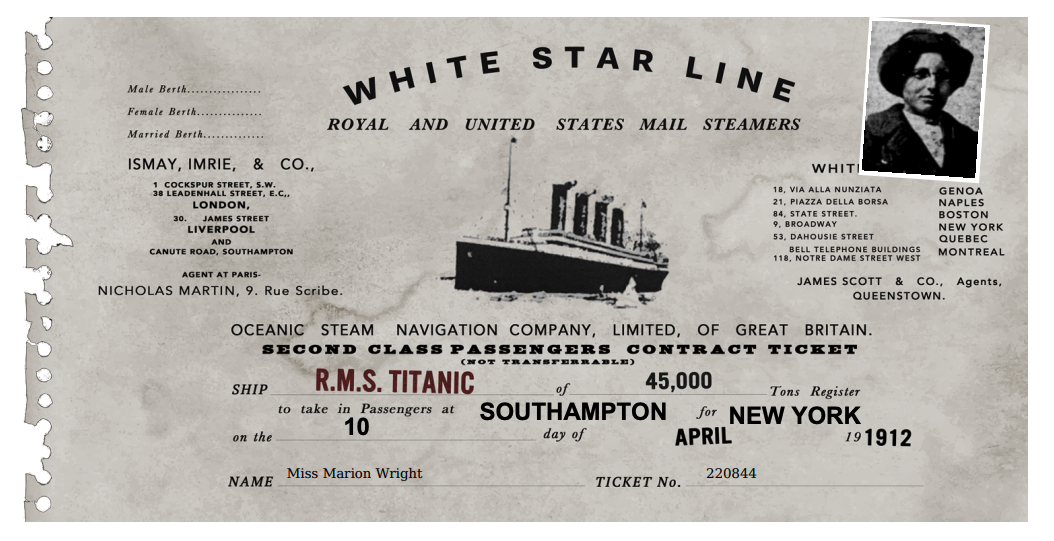 WHITE STAR LINE
ROYAL AND UNITED STATES MAIL STEAMERS
Male Berth.................
Female Berth...............
Married Berth.............
ISMAY, IMRIE, & CO.,
1 COCKSPUR STREET, S.W.
38 LEADENHALL STREET, E.C.,,
LONDON,
30. JAMES STREET
LIVERPOOL
AND
CANUTE ROAD, SOUTHAMPTON
AGENT AT PARIS-
NICHOLAS MARTIN, 9. Rue Scribe.
18, VIA ALLA NUNZIATA GENOA
21, PIAZZA DELLA BORSA NAPLES
84, STATE STREET. BOSTON
9, BROADWAY NEW YORK
53, DAHOUSIE STREET QUEBEC
BELL TELEPHONE BUILDINGS MONTREAL
118, NOTRE DAME STREET WEST
JAMES SCOTT & CO., Agents,
QUEENSTOWN.
OCEANIC STEAM NAVIGATION COMPANY, LIMITED, OF GREAT BRITAIN.
SECOND CLASS PASSENGERS CONTRACT TICKET
(NOT TRANSFERRABLE)
SHIP R.M.S. TITANIC of 45,000 Tons Register
to take in Passengers at SOUTHAMPTON for NEW YORK
on the 10 day of APRIL 19 1912
NAME Miss Marion Wright TICKET No. 220844